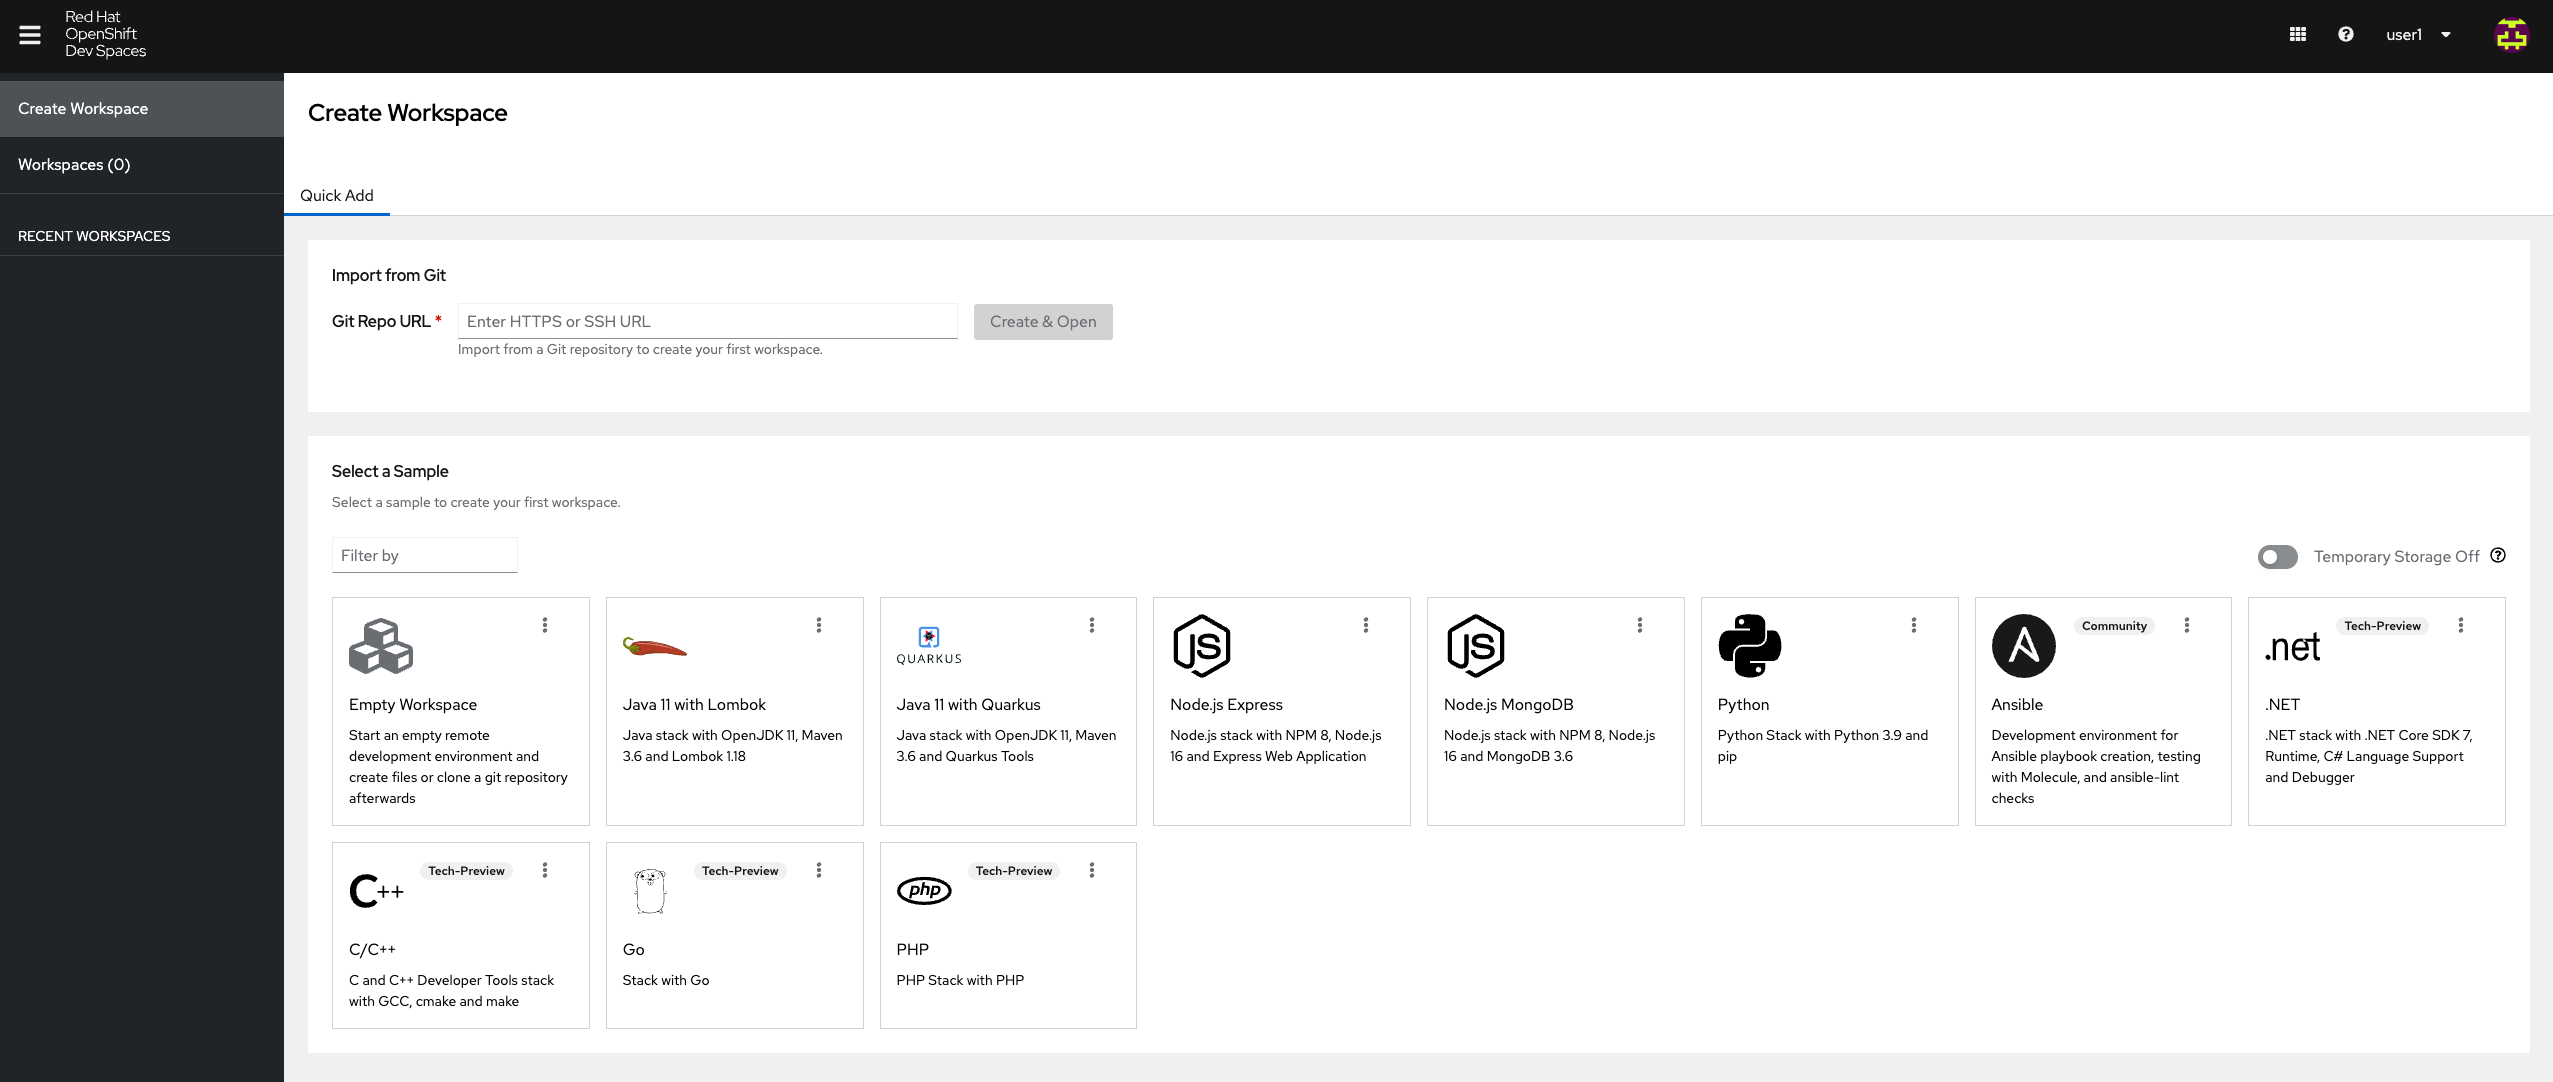 Red Hat
OpenShift
Dev Spaces
user1
Create Workspace
Workspaces (0)
RECENT WORKSPACES
Create Workspace
Quick Add
Import from Git
Git Repo URL *
Enter HTTPS or SSH URL
Create & Open
Import from a Git repository to create your first workspace.
Select a Sample
Select a sample to create your first workspace.
Filter by
Temporary Storage Off
Empty Workspace
Start an empty remote
development environment and
create files or clone a git repository
afterwards
Java 11 with Lombok
Java stack with OpenJDK 11, Maven
3.6 and Lombok 1.18
QUARKUS
Java 11 with Quarkus
Java stack with OpenJDK 11, Maven
3.6 and Quarkus Tools
JS
Node.js Express
Node.js stack with NPM 8, Node.js
16 and Express Web Application
JS
Node.js MongoDB
Node.js stack with NPM 8, Node.js
16 and MongoDB 3.6
Python
Python Stack with Python 3.9 and
pip
A
Community
Ansible
Development environment for
Ansible playbook creation, testing
with Molecule, and ansible-lint
checks
.net
Tech-Preview
.NET
.NET stack with .NET Core SDK 7,
Runtime, C# Language Support
and Debugger
C++
Tech-Preview
C/C++
C and C++ Developer Tools stack
with GCC, cmake and make
Tech-Preview
Go
Stack with Go
php
Tech-Preview
PHP
PHP Stack with PHP